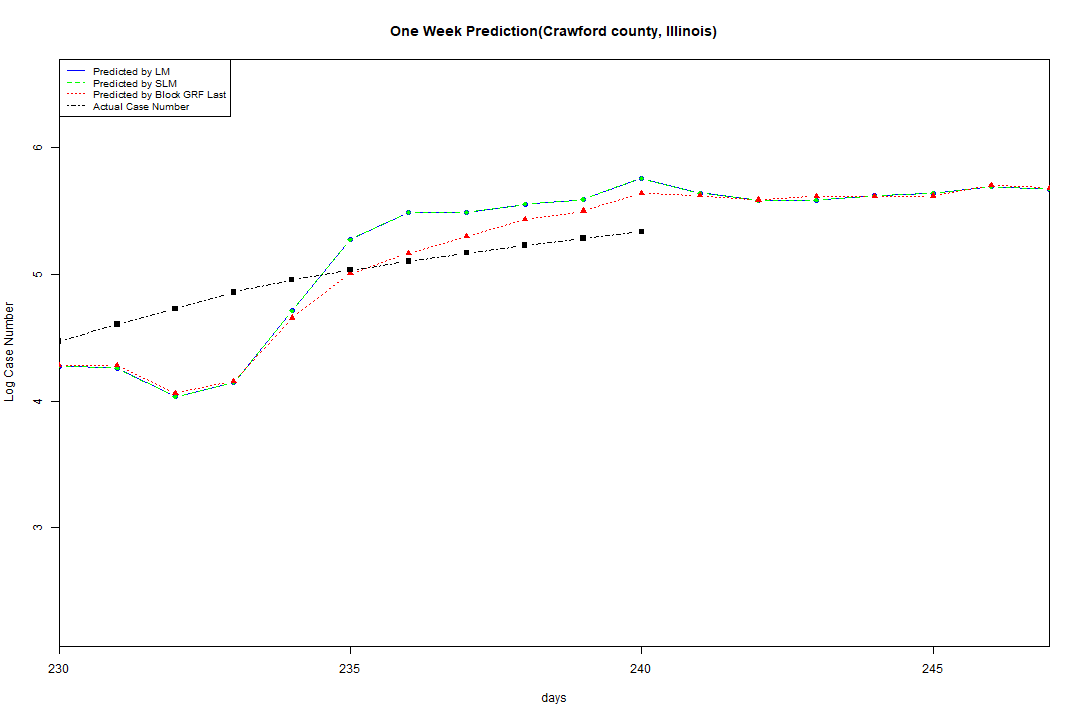 One Week Prediction(Crawford county, Illinois)
Predicted by LM
Predicted by SLM
Predicted by Block GRF Last
Actual Case Number
6
5
4
3
Log Case Number
230
235
240
245
days